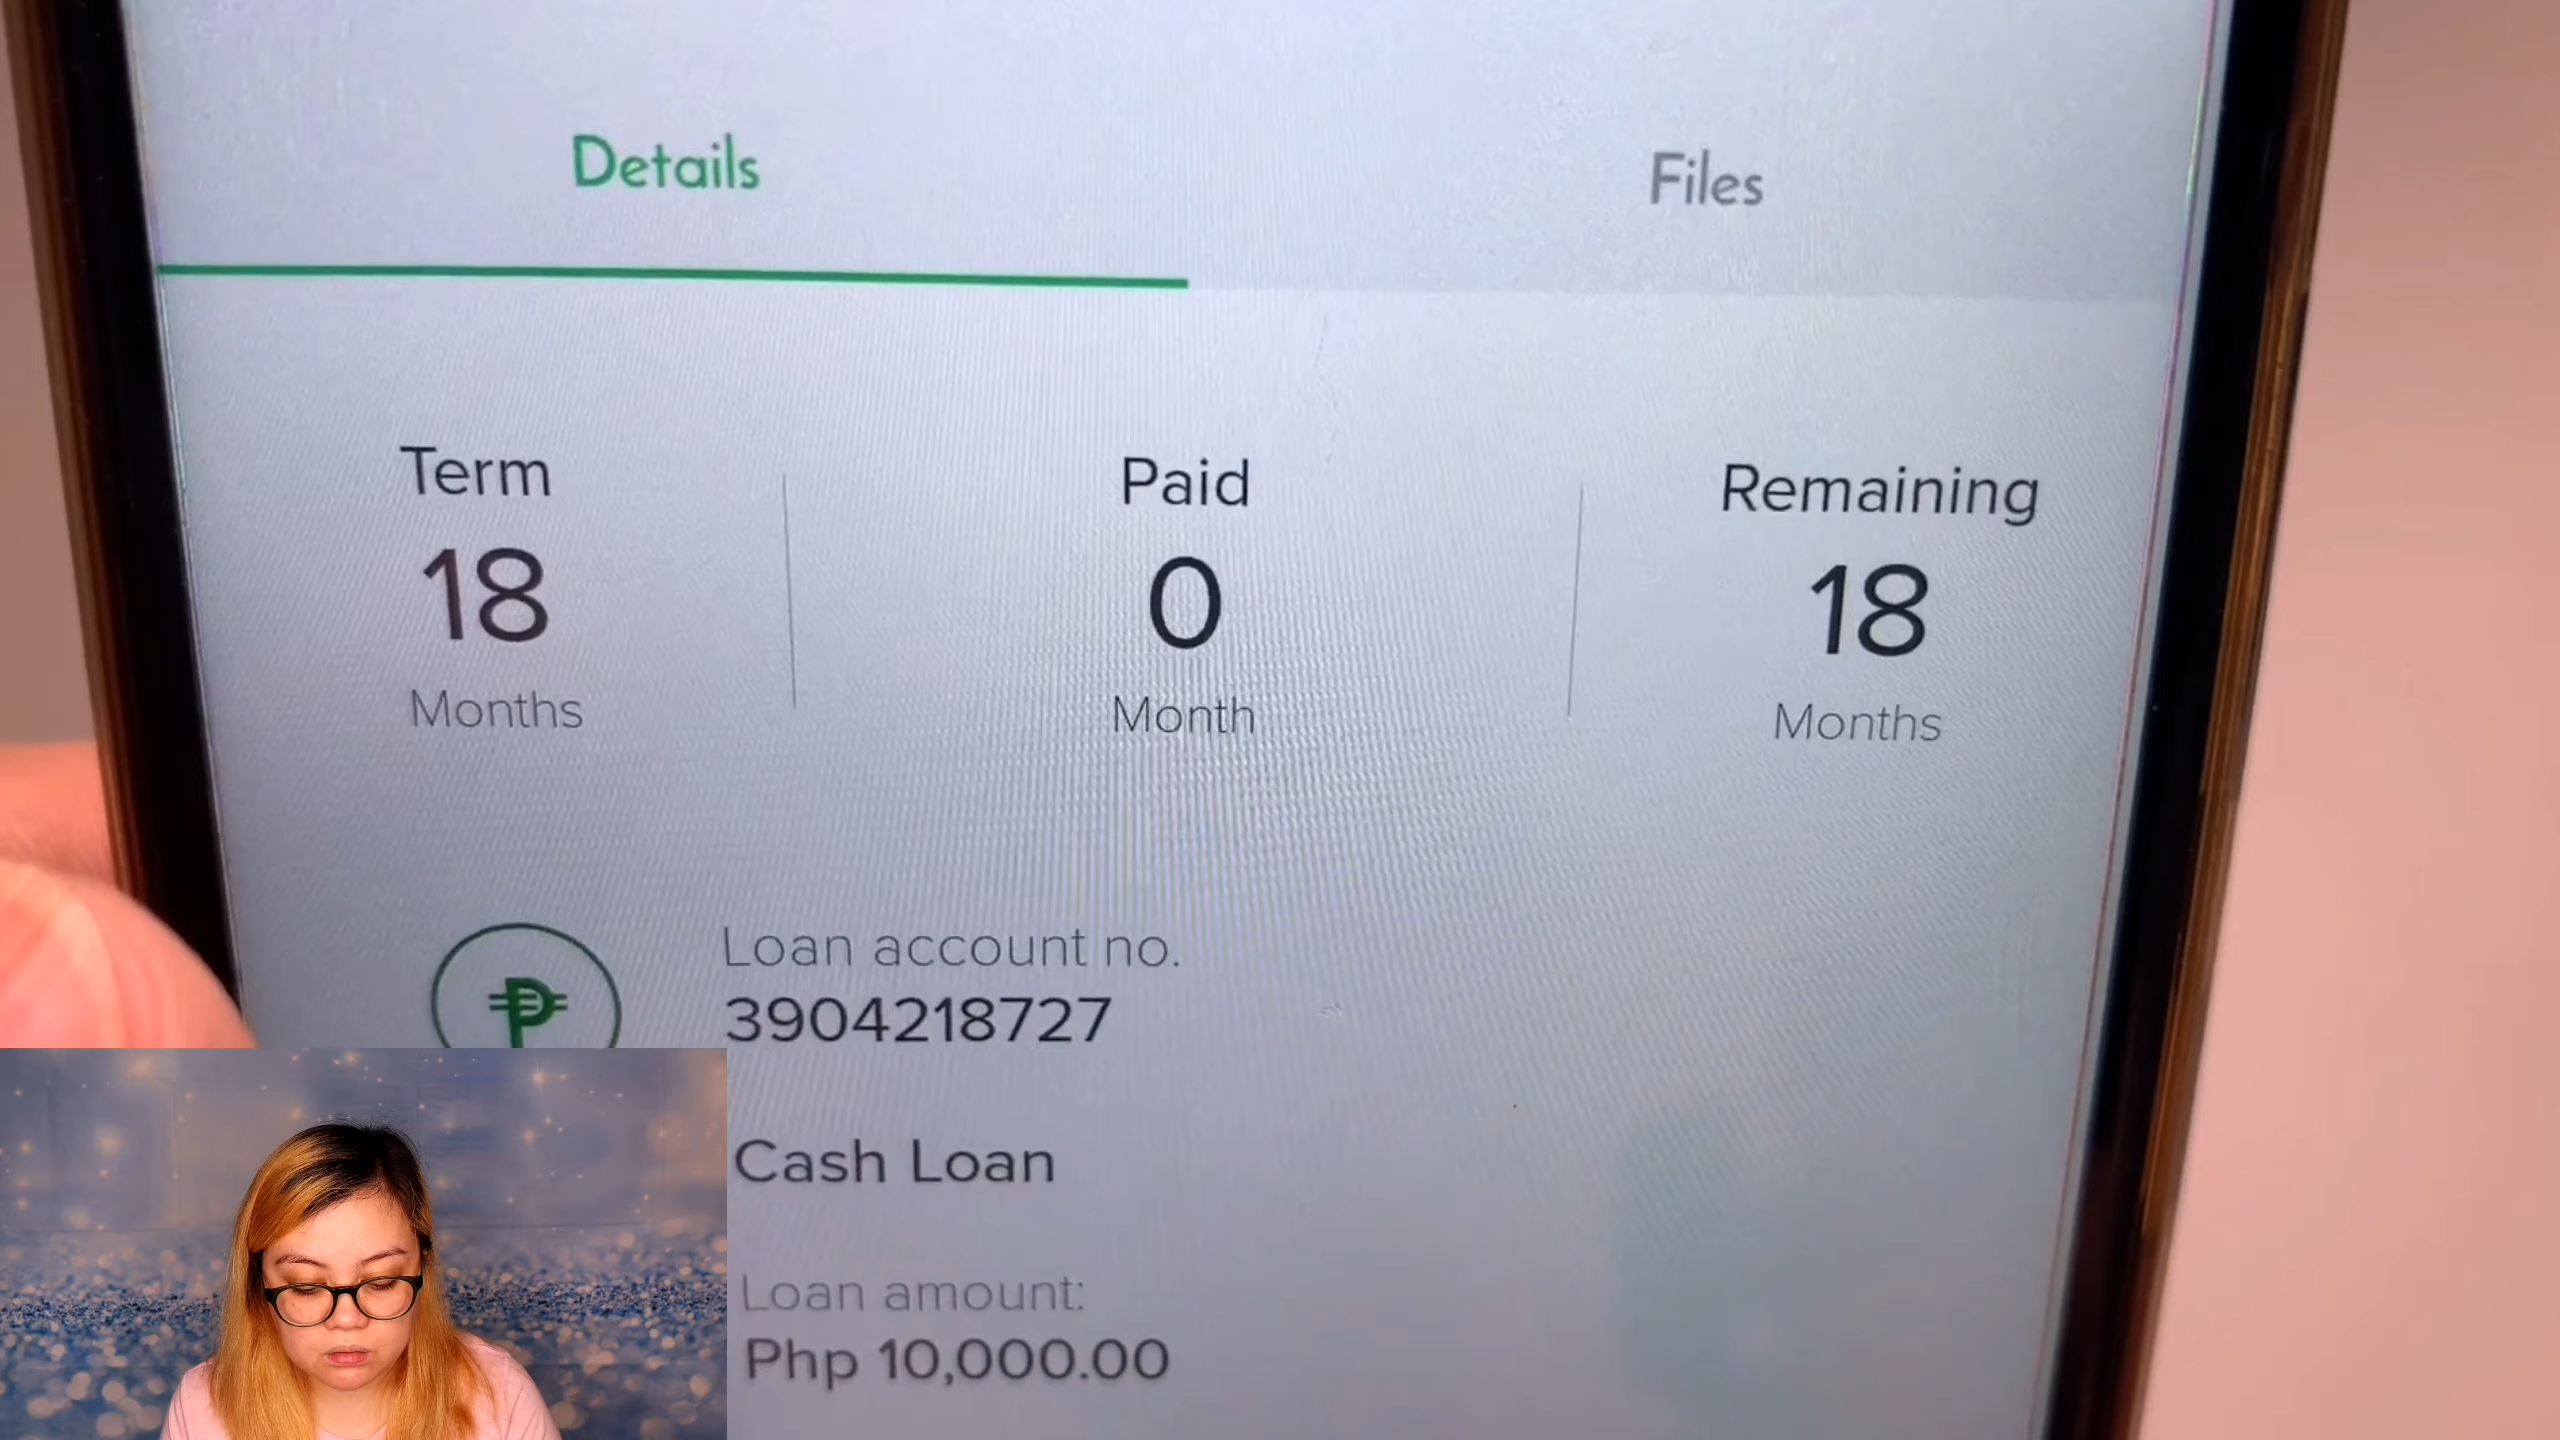 Details
Files
Term
Paid
Remaining
18
0
18
Months
Month
Months
Loan account no.
3904218727
Cash Loan
Loan amount:
Php 10,000.00